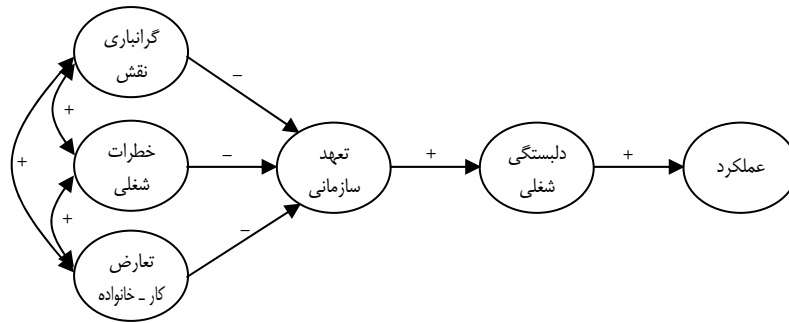 گرانباری
نقش
خطرات
شغلی
تعارض
کار ـ خانواده
تعهد
سازمانی
دلبستگی
شغلی
عملکرد
+
+
+
−
−
−
+
+